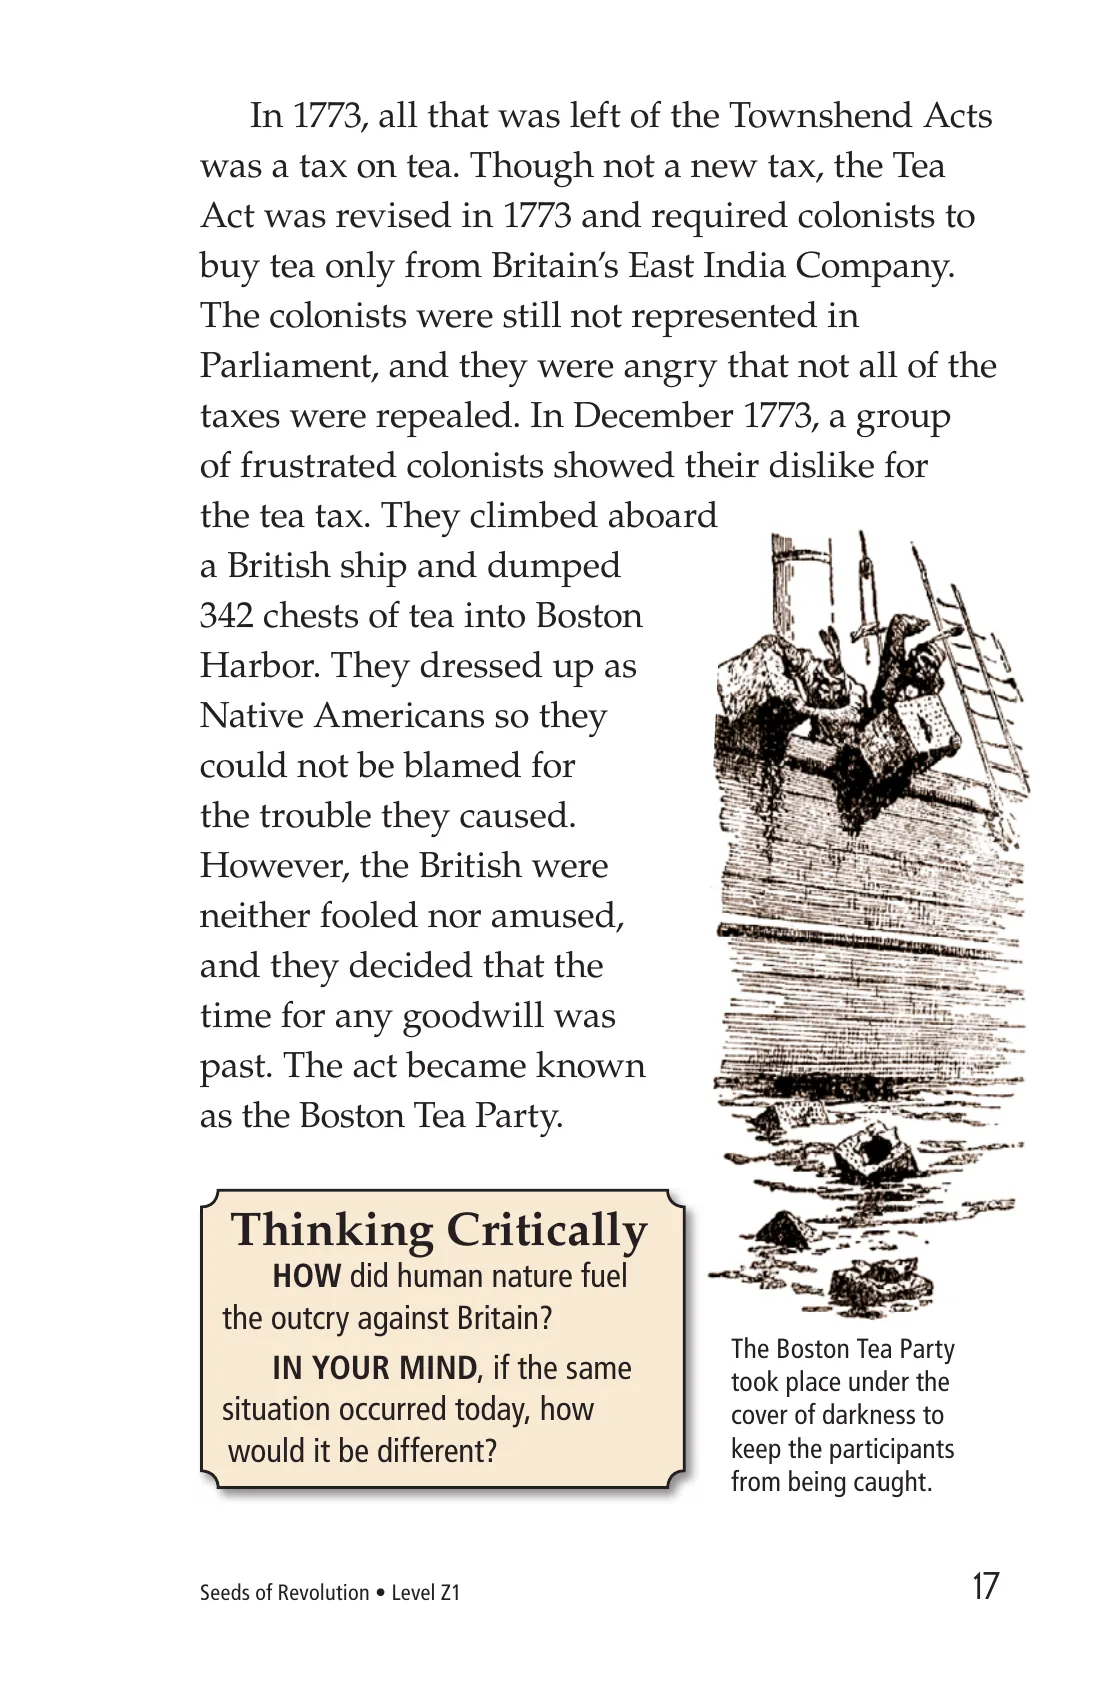 In 1773, all that was left of the Townshend Acts
was a tax on tea. Though not a new tax, the Tea
Act was revised in 1773 and required colonists to
buy tea only from Britain’s East India Company.
The colonists were still not represented in
Parliament, and they were angry that not all of the
taxes were repealed. In December 1773, a group
of frustrated colonists showed their dislike for
the tea tax. They climbed aboard
a British ship and dumped
342 chests of tea into Boston
Harbor. They dressed up as
Native Americans so they
could not be blamed for
the trouble they caused.
However, the British were
neither fooled nor amused,
and they decided that the
time for any goodwill was
past. The act became known
as the Boston Tea Party.
Thinking Critically
HOW did human nature fuel
the outcry against Britain?
IN YOUR MIND, if the same
situation occurred today, how
would it be different?
The Boston Tea Party
took place under the
cover of darkness to
keep the participants
from being caught.
Seeds of Revolution • Level Z1
17